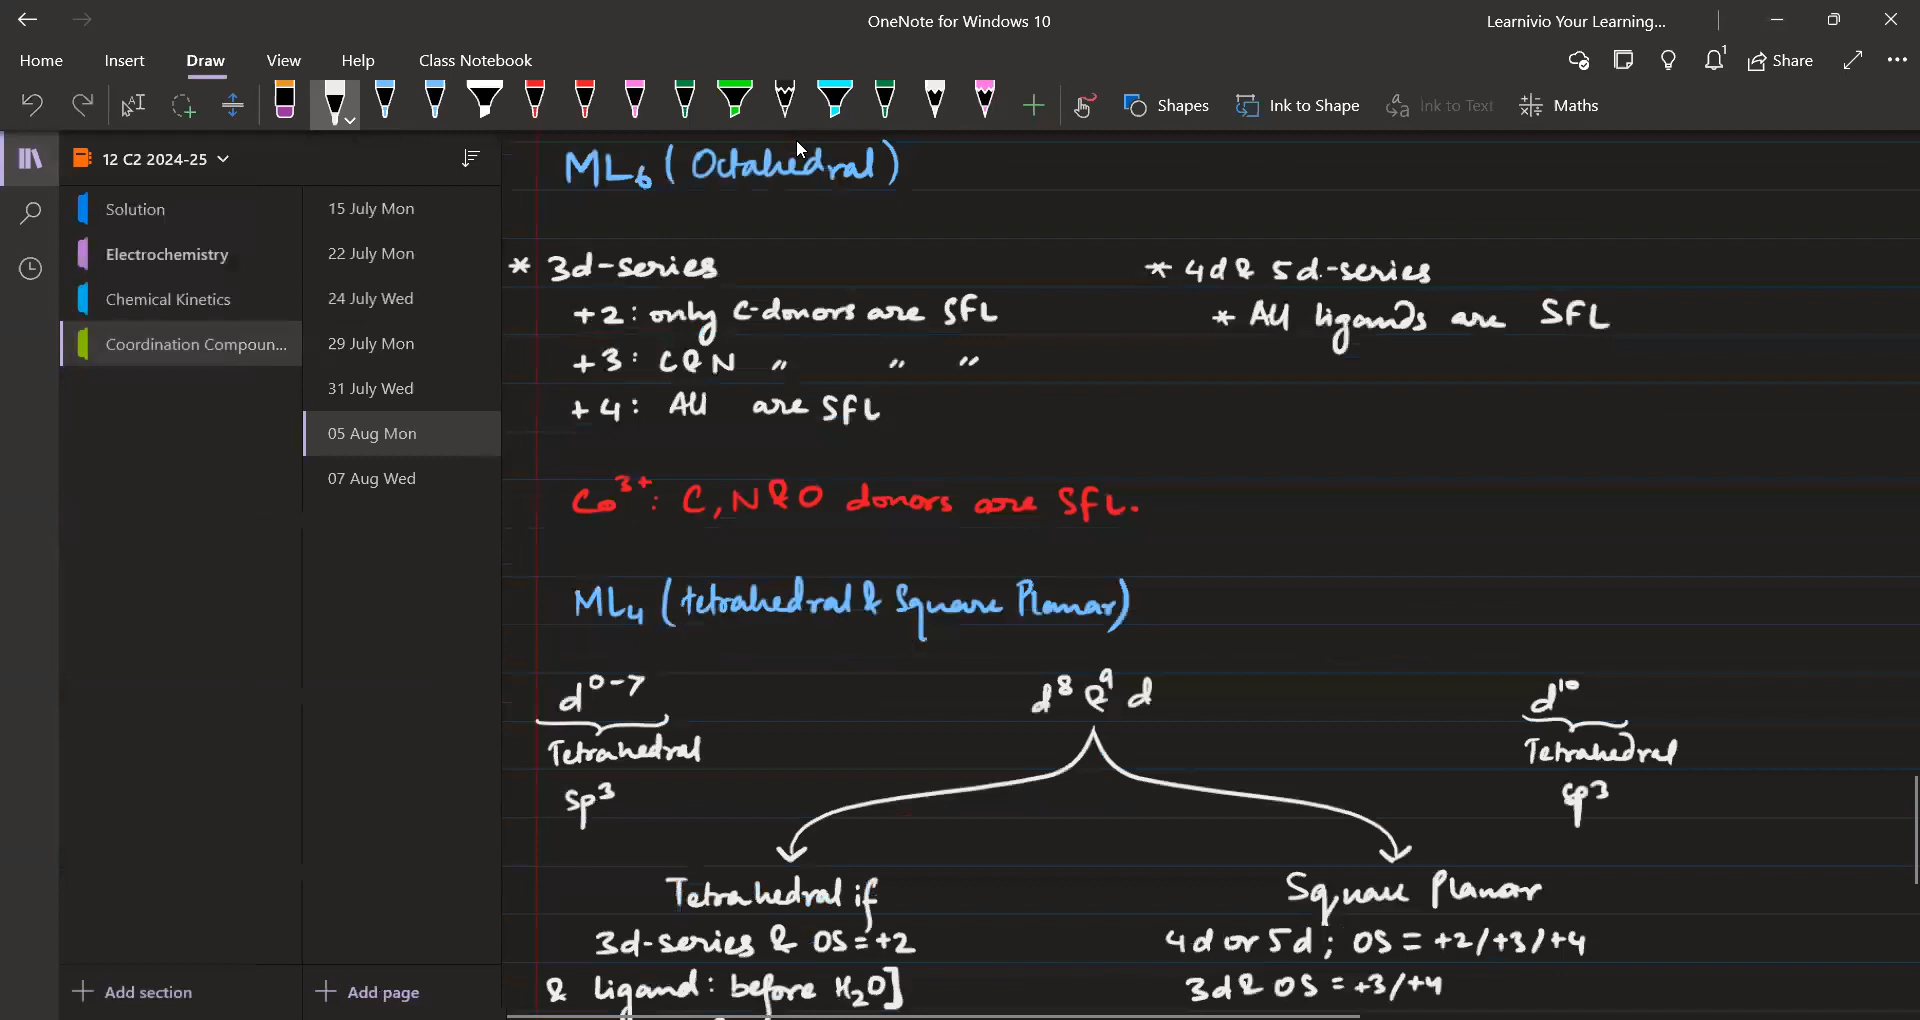 OneNote for Windows 10
Learnivio Your Learning...
Home Insert Draw View Help Class Notebook
1 Share
Shapes Ink to Shape Ink to Text Maths
12 C2 2024-25
Solution
Electrochemistry
Chemical Kinetics
Coordination Compoun...
15 July Mon
22 July Mon
24 July Wed
29 July Mon
31 July Wed
05 Aug Mon
07 Aug Wed
Add section
Add page
ML₆ (Octahedral)
* 3d-series
+2: only C-donors are SFL
+3: C & N " " "
+4: All are SFL
* 4d & 5d-series
* All ligands are SFL
Co³⁺: C, N & O donors are SFL.
ML₄ (tetrahedral & Square Planar)
d⁰⁻⁷
Tetrahedral
Sp³
d⁸ & ⁹ d
d¹⁰
Tetrahedral
sp³
Tetrahedral if
3d-series & OS = +2
& ligand: before H₂O]
Square Planar
4d or 5d; OS = +2/+3/+4
3d & OS = +3/+4